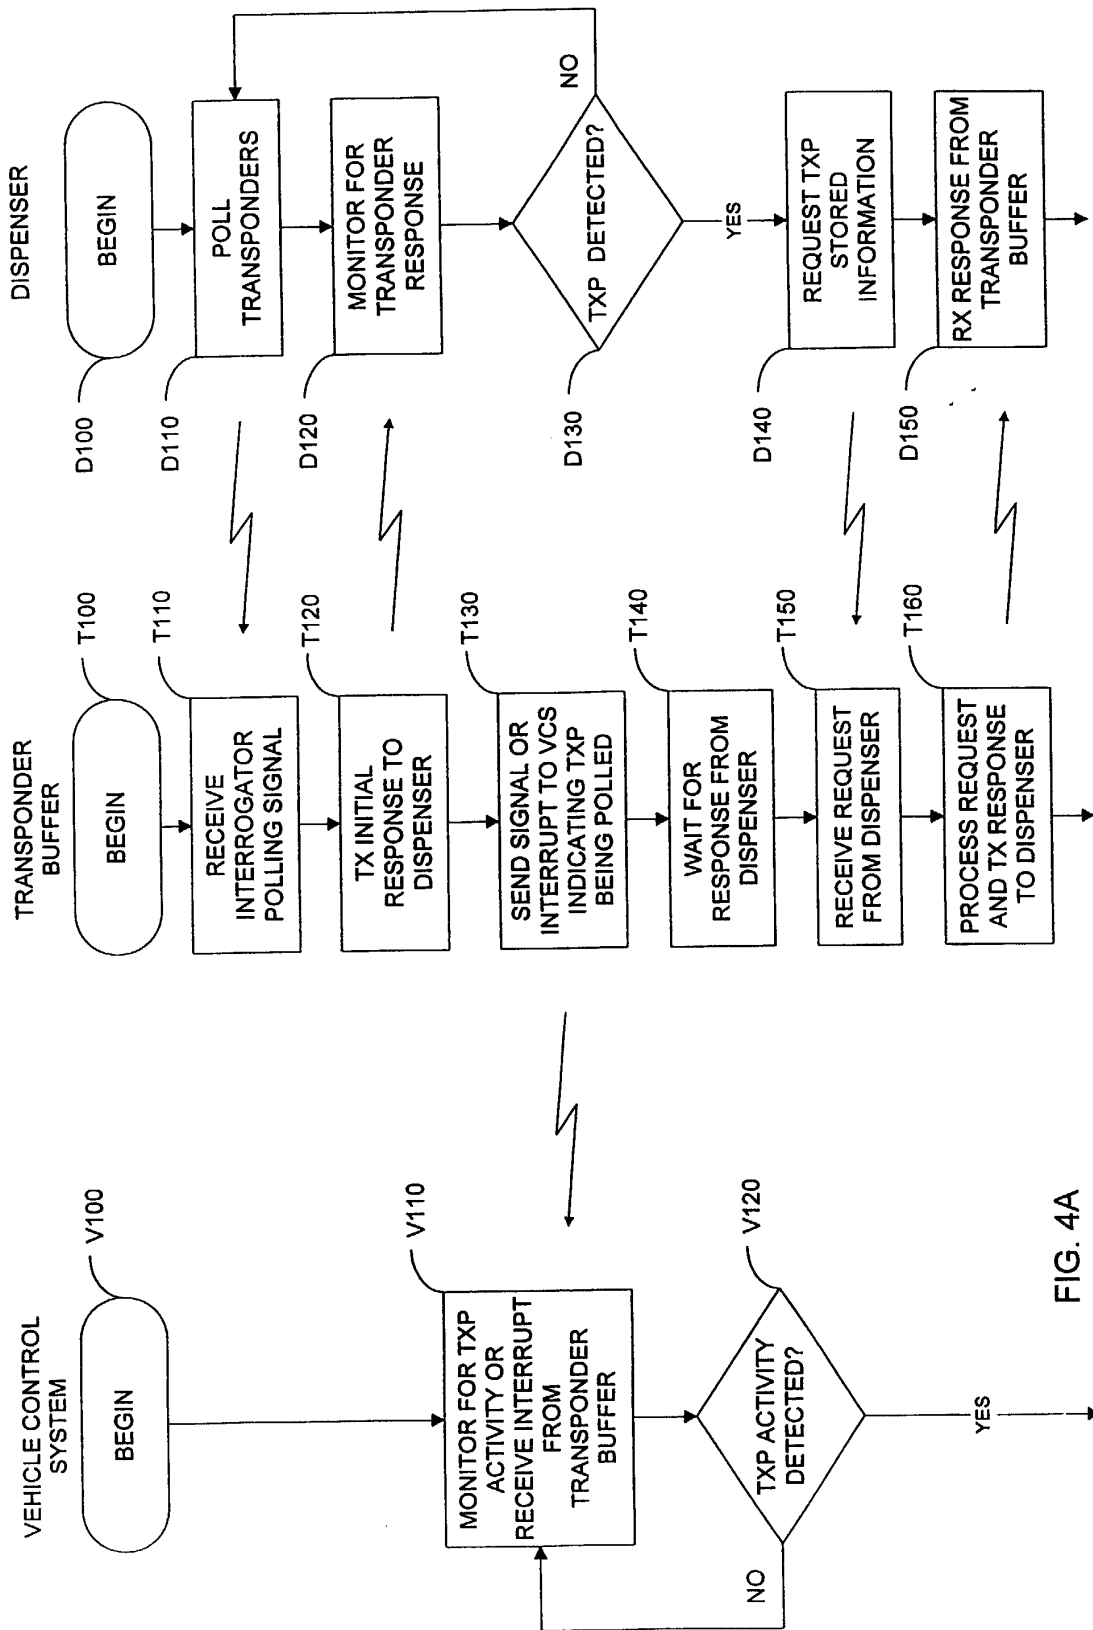 VEHICLE CONTROL
SYSTEM
BEGIN
V100
MONITOR FOR TXP
ACTIVITY OR
RECEIVE INTERRUPT
FROM
TRANSPONDER
BUFFER
V110
TXP ACTIVITY
DETECTED?
V120
NO
YES
TRANSPONDER
BUFFER
BEGIN
T100
RECEIVE
INTERROGATOR
POLLING SIGNAL
T110
TX INITIAL
RESPONSE TO
DISPENSER
T120
SEND SIGNAL OR
INTERRUPT TO VCS
INDICATING TXP
BEING POLLED
T130
WAIT FOR
RESPONSE FROM
DISPENSER
T140
RECEIVE REQUEST
FROM DISPENSER
T150
PROCESS REQUEST
AND TX RESPONSE
TO DISPENSER
T160
DISPENSER
BEGIN
D100
POLL
TRANSPONDERS
D110
MONITOR FOR
TRANSPONDER
RESPONSE
D120
TXP DETECTED?
D130
NO
YES
REQUEST TXP
STORED
INFORMATION
D140
RX RESPONSE FROM
TRANSPONDER
BUFFER
D150
FIG. 4A